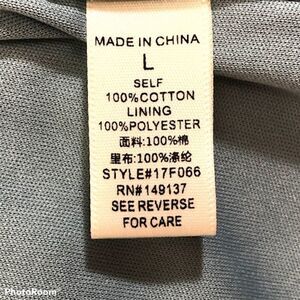 MADE IN CHINA
L
SELF
100%COTTON
LINING
100%POLYESTER
面料:100%棉
里布:100%涤纶
STYLE#17F066
RN#149137
SEE REVERSE
FOR CARE
PhotoRoom